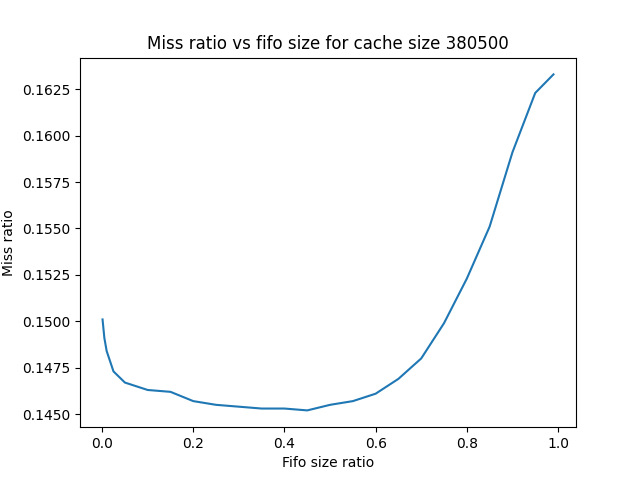 Miss ratio vs fifo size for cache size 380500
0.1625
0.1600
0.1575
0.1550
0.1525
0.1500
0.1475
0.1450
Miss ratio
0.0 0.2 0.4 0.6 0.8 1.0
Fifo size ratio